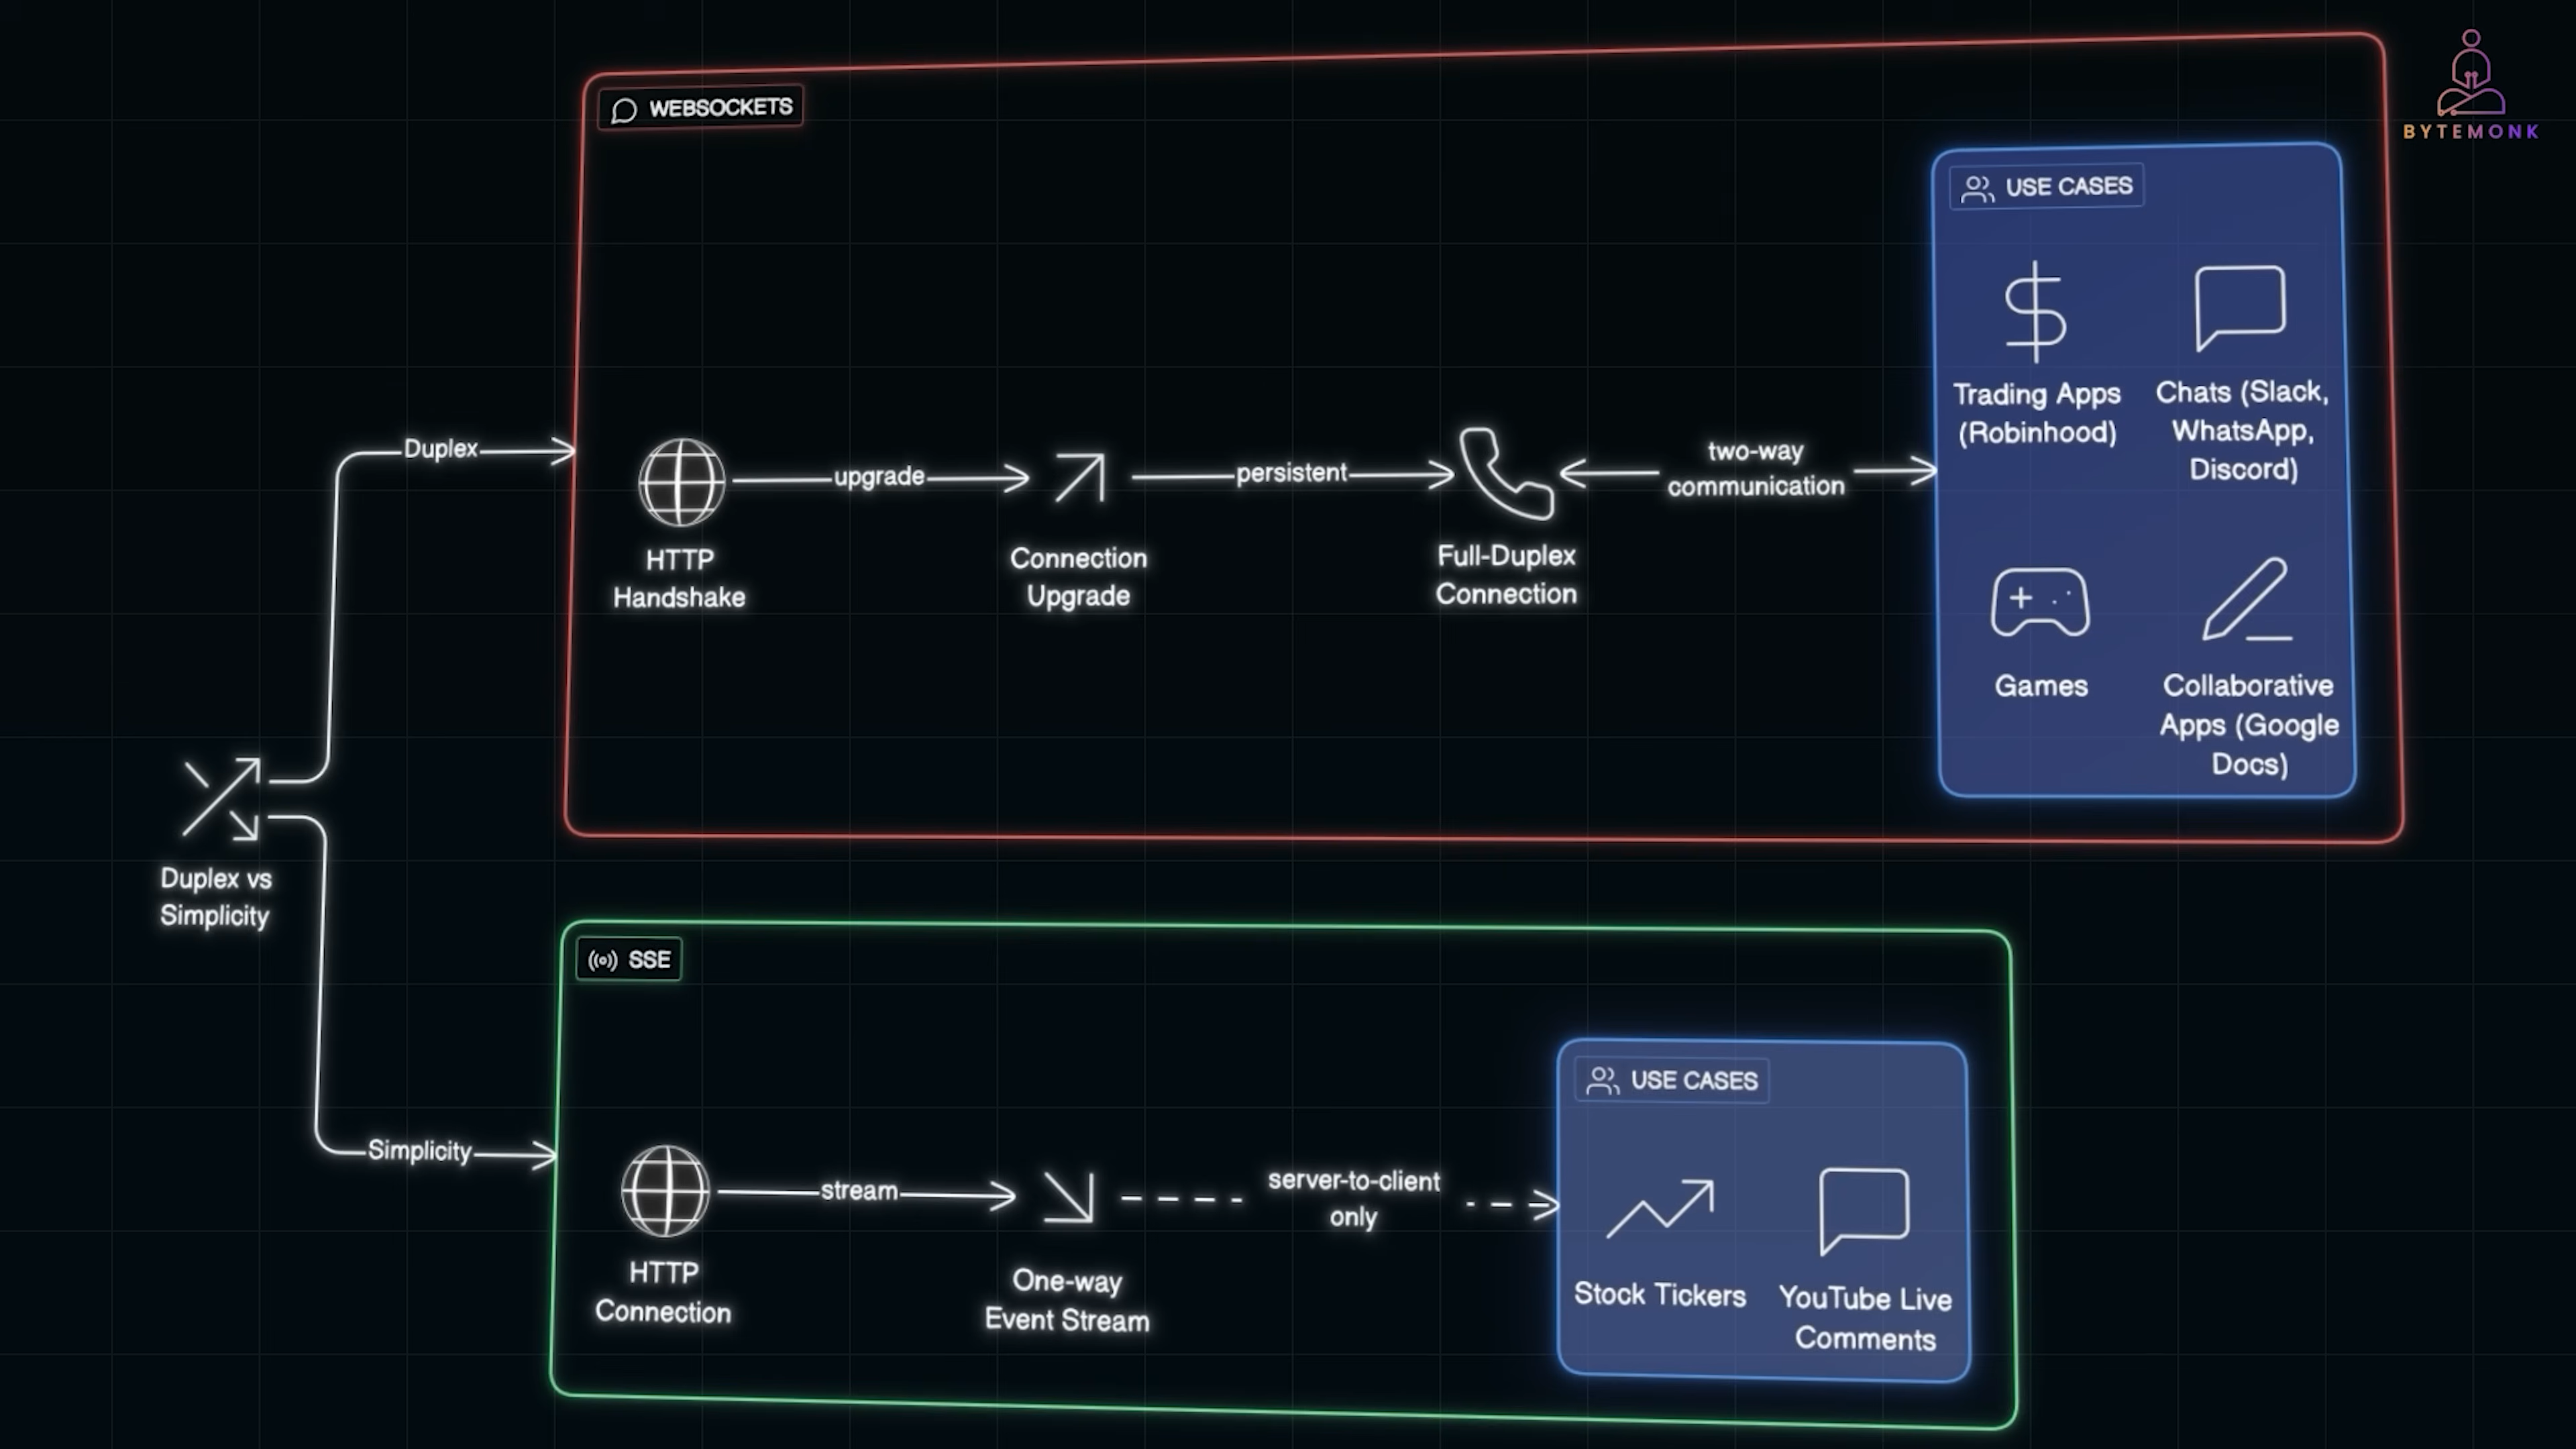 BYTEMONK
WEBSOCKETS
USE CASES
Trading Apps
(Robinhood)
Chats (Slack,
WhatsApp,
Discord)
Duplex
HTTP
Handshake
upgrade
Connection
Upgrade
persistent
Full-Duplex
Connection
two-way
communication
Games
Collaborative
Apps (Google
Docs)
Duplex vs
Simplicity
SSE
Simplicity
HTTP
Connection
stream
One-way
Event Stream
server-to-client
only
USE CASES
Stock Tickers
YouTube Live
Comments